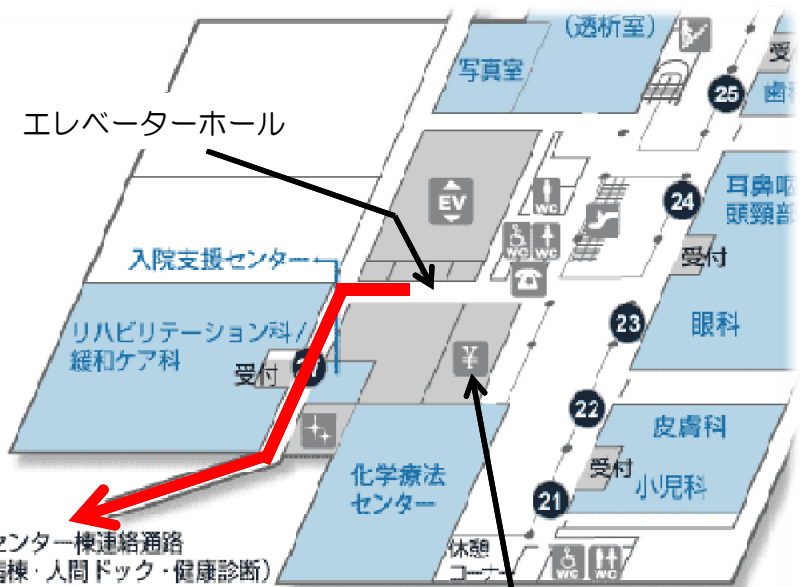 (透析室)
写真室
受
歯
25
エレベーターホール
EV
WC
24
耳鼻咽
頭頸部
WC WC
受付
入院支援センター
23
眼科
リハビリテーション科/
緩和ケア科
受付
¥
22
皮膚科
受付
小児科
化学療法
センター
21
センター棟連絡通路
棟・人間ドック・健康診断)
休憩
コーナー
WC WC